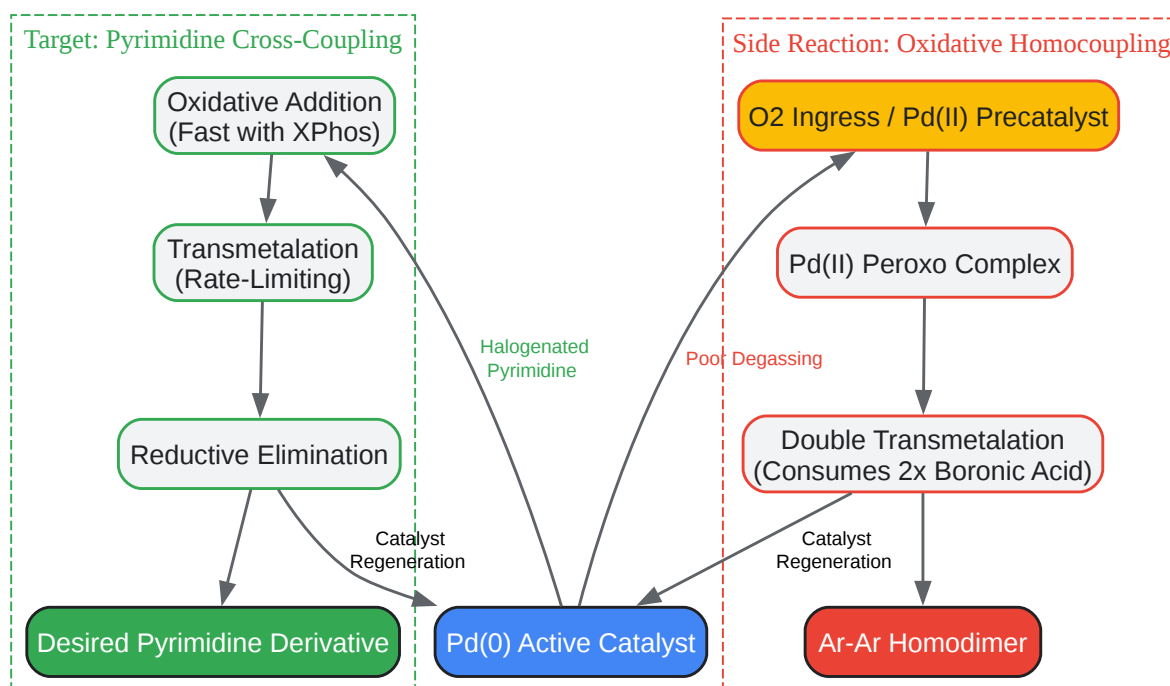 Target: Pyrimidine Cross-Coupling
Oxidative Addition
(Fast with XPhos)
Transmetalation
(Rate-Limiting)
Reductive Elimination
Desired Pyrimidine Derivative
Halogenated
Pyrimidine
Catalyst
Regeneration
Pd(0) Active Catalyst
Side Reaction: Oxidative Homocoupling
O2 Ingress / Pd(II) Precatalyst
Pd(II) Peroxo Complex
Poor Degassing
Double Transmetalation
(Consumes 2x Boronic Acid)
Catalyst
Regeneration
Ar-Ar Homodimer